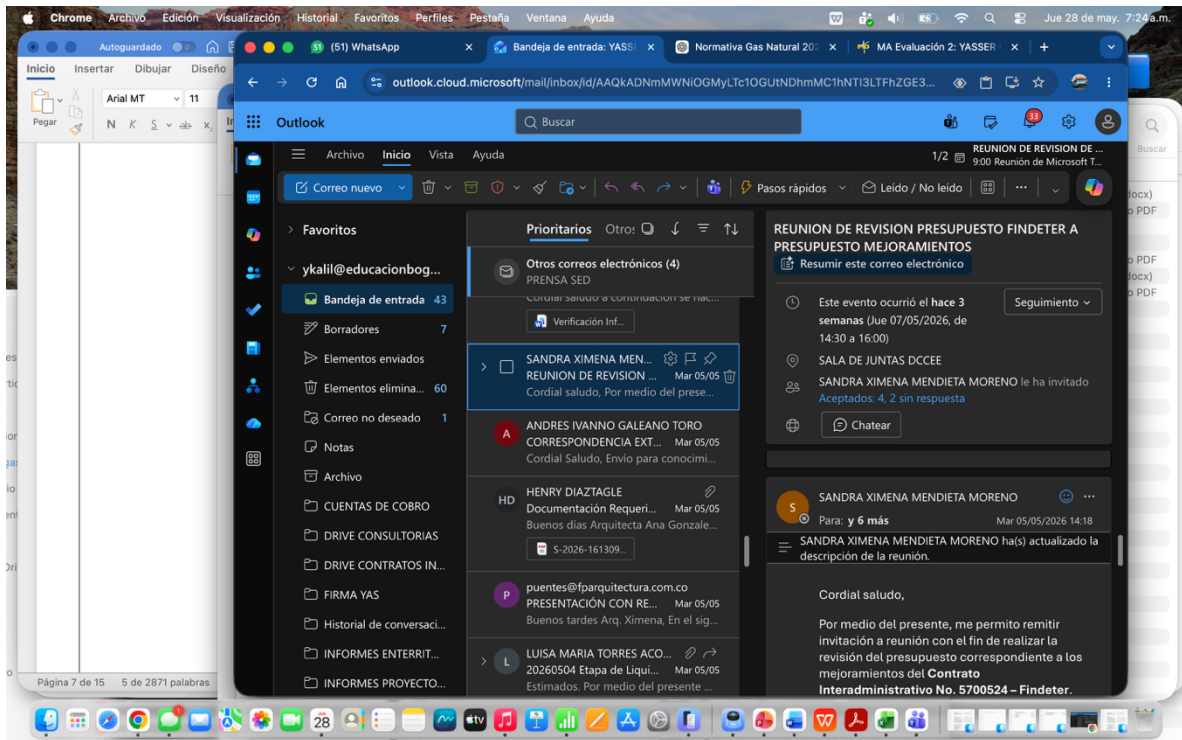 Chrome Archivo Edición Visualización Historial Favoritos Perfiles Pestaña Ventana Ayuda
Jue 28 de may. 7:24 a.m.
Autoguardado
Inicio Insertar Dibujar Diseño
Pegar
Arial MT 11
N K S ab x
(51) WhatsApp
Bandeja de entrada: YASSE
Normativa Gas Natural 202
MA Evaluación 2: YASSER
outlook.cloud.microsoft/mail/inbox/id/AAQkADNmMWNiOGMyLTc1OGUtNDhmMC1hNTI3LTFhZGE3...
Outlook
Buscar
33
Archivo Inicio Vista Ayuda
1/2
REUNION DE REVISION DE ...
9:00 Reunión de Microsoft T...
Correo nuevo
Pasos rápidos
Leído / No leído
Favoritos
ykalil@educacionbog...
Bandeja de entrada 43
Borradores 7
Elementos enviados
Elementos elimina... 60
Correo no deseado 1
Notas
Archivo
CUENTAS DE COBRO
DRIVE CONSULTORIAS
DRIVE CONTRATOS IN...
FIRMA YAS
Historial de conversaci...
INFORMES ENTERRIT...
INFORMES PROYECTO...
Prioritarios Otros
Otros correos electrónicos (4)
PRENSA SED
Cordial saludo a continuación se hac...
Verificación Inf...
SANDRA XIMENA MEN...
REUNION DE REVISION ... Mar 05/05
Cordial saludo, Por medio del prese...
A
ANDRES IVANNO GALEANO TORO
CORRESPONDENCIA EXT... Mar 05/05
Cordial Saludo, Envio para conocimi...
HD
HENRY DIAZTAGLE
Documentación Requeri... Mar 05/05
Buenos días Arquitecta Ana Gonzale...
S-2026-161309...
P
puentes@fparquitectura.com.co
PRESENTACIÓN CON RE... Mar 05/05
Buenos tardes Arq. Ximena, En el sig...
L
LUISA MARIA TORRES ACO...
20260504 Etapa de Liqui... Mar 05/05
Estimados. Por medio del presente ...
REUNION DE REVISION PRESUPUESTO FINDETER A
PRESUPUESTO MEJORAMIENTOS
Resumir este correo electrónico
Este evento ocurrió el hace 3
semanas (Jue 07/05/2026, de
14:30 a 16:00)
Seguimiento
SALA DE JUNTAS DCCEE
SANDRA XIMENA MENDIETA MORENO le ha invitado
Aceptados: 4, 2 sin respuesta
Chatear
S
SANDRA XIMENA MENDIETA MORENO
Para: y 6 más
Mar 05/05/2026 14:18
SANDRA XIMENA MENDIETA MORENO ha(s) actualizado la
descripción de la reunión.
Cordial saludo,
Por medio del presente, me permito remitir
invitación a reunión con el fin de realizar la
revisión del presupuesto correspondiente a los
mejoramientos del Contrato
Interadministrativo No. 5700524 – Findeter.
Buscar
docx)
o PDF
o PDF
docx)
o PDF
Página 7 de 15 5 de 2871 palabras
28
tv